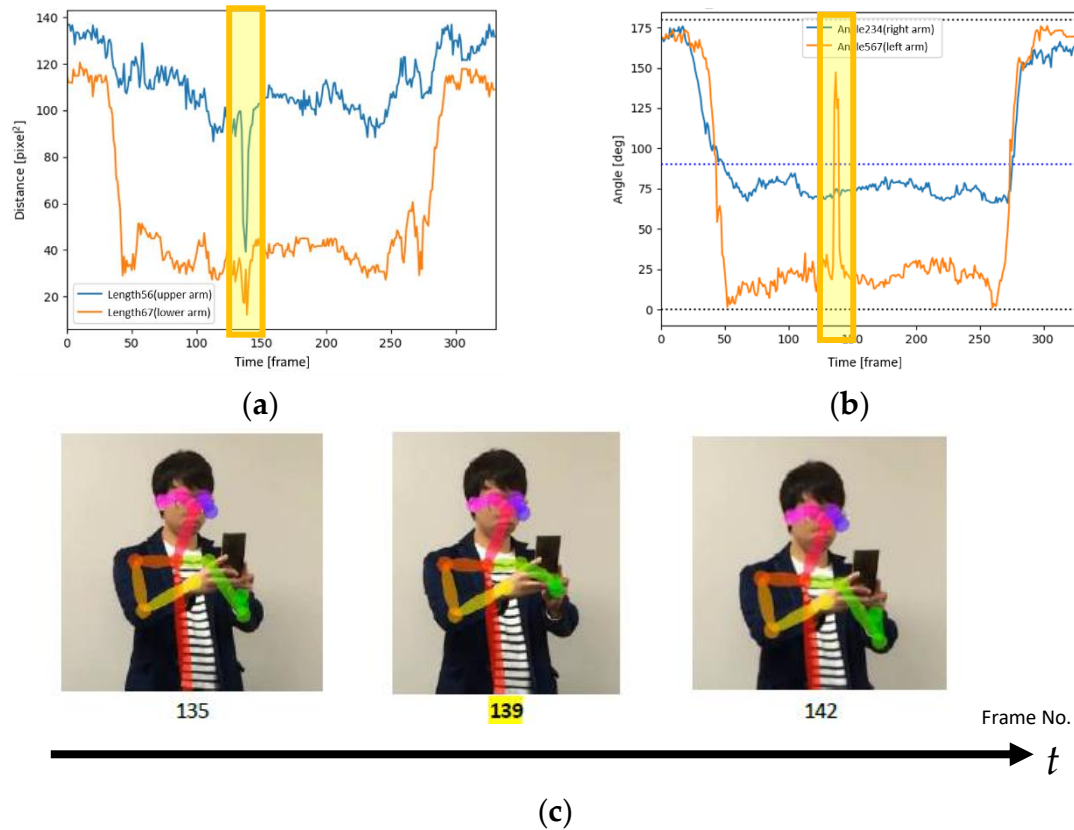 140
120
100
80
60
40
20
0
50
100
150
200
250
300
Distance [pixel²]
Time [frame]
Length56(upper arm)
Length67(lower arm)
(a)
175
150
125
100
75
50
25
0
0
50
100
150
200
250
300
Angle [deg]
Time [frame]
Angle234(right arm)
Angle567(left arm)
(b)
135
139
142
Frame No.
t
(c)